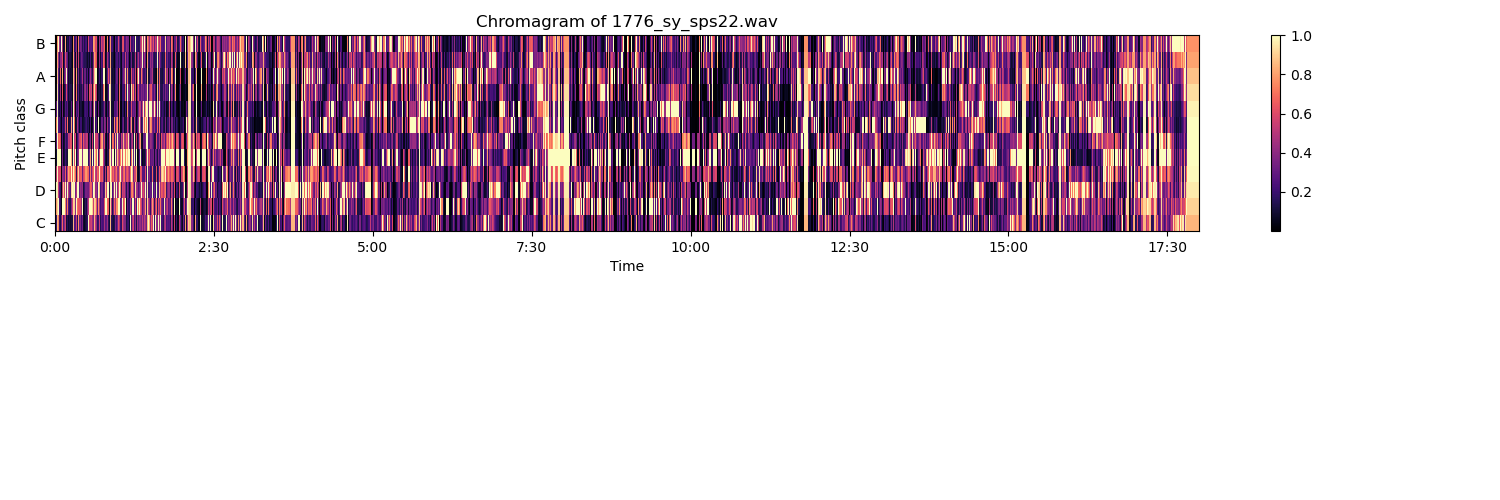 Chromagram of 1776_sy_sps22.wav
Pitch class
B
A
G
F
E
D
C
0:00 2:30 5:00 7:30 10:00 12:30 15:00 17:30
Time
1.0
0.8
0.6
0.4
0.2